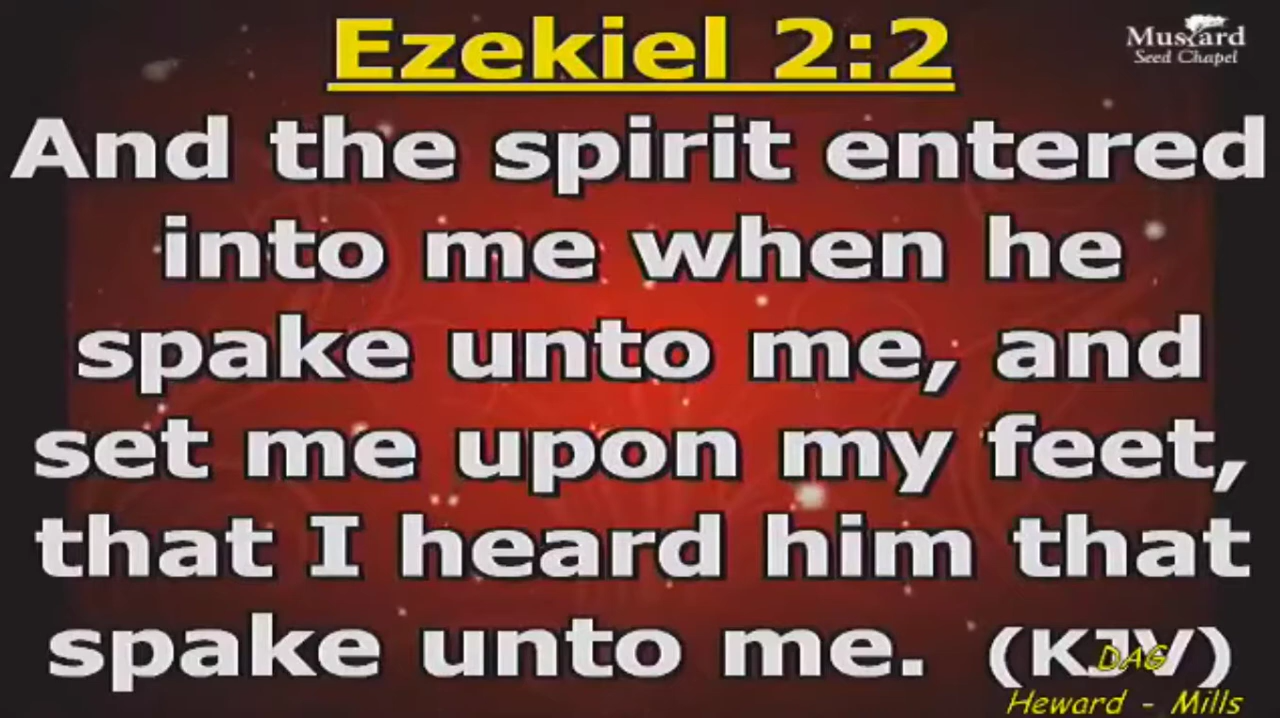 Ezekiel 2:2
Mustard
Seed Chapel
And the spirit entered
into me when he
spake unto me, and
set me upon my feet,
that I heard him that
spake unto me. (KJV)
DAG
Heward - Mills